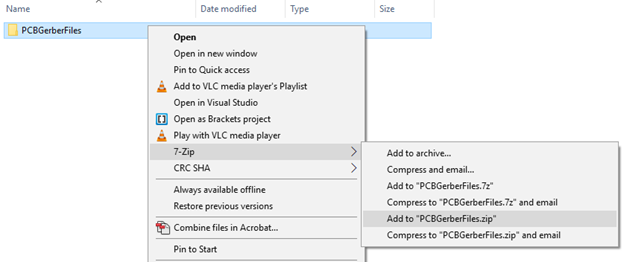 Name Date modified Type Size
PCBGerberFiles
Open
Open in new window
Pin to Quick access
Add to VLC media player's Playlist
Open in Visual Studio
Open as Brackets project
Play with VLC media player
7-Zip
CRC SHA
Always available offline
Restore previous versions
Combine files in Acrobat...
Pin to Start
Add to archive...
Compress and email...
Add to "PCBGerberFiles.7z"
Compress to "PCBGerberFiles.7z" and email
Add to "PCBGerberFiles.zip"
Compress to "PCBGerberFiles.zip" and email